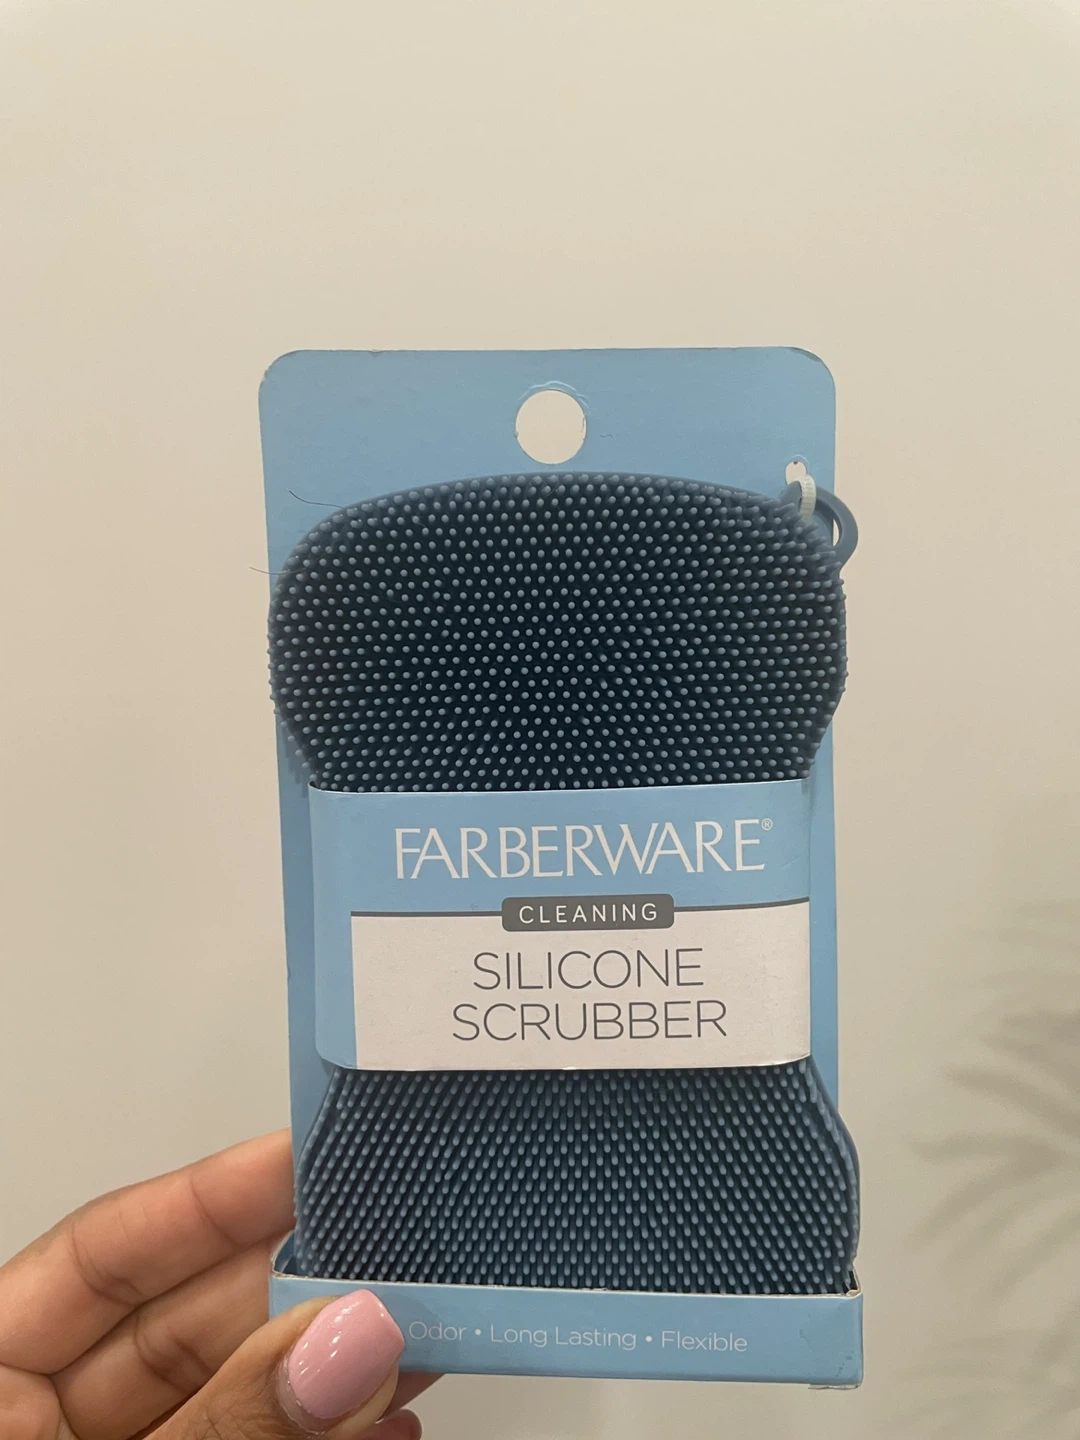 FARBERWARE®
CLEANING
SILICONE
SCRUBBER
Odor • Long Lasting • Flexible